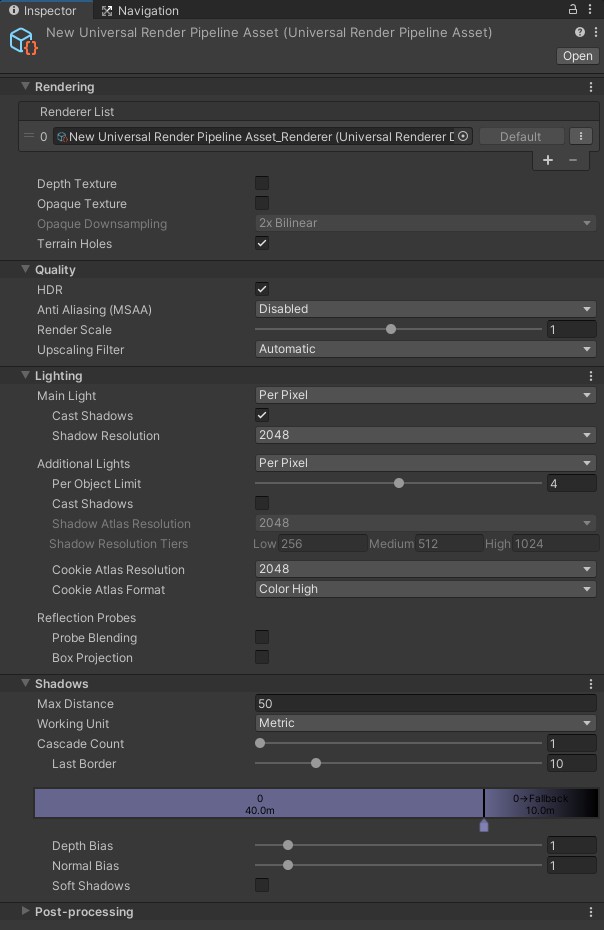 Inspector
Navigation
New Universal Render Pipeline Asset (Universal Render Pipeline Asset)
Open
Rendering
Renderer List
0 New Universal Render Pipeline Asset_Renderer (Universal Renderer D Default
Depth Texture
Opaque Texture
Opaque Downsampling 2x Bilinear
Terrain Holes
Quality
HDR
Anti Aliasing (MSAA) Disabled
Render Scale 1
Upscaling Filter Automatic
Lighting
Main Light Per Pixel
Cast Shadows
Shadow Resolution 2048
Additional Lights Per Pixel
Per Object Limit 4
Cast Shadows
Shadow Atlas Resolution 2048
Shadow Resolution Tiers Low 256 Medium 512 High 1024
Cookie Atlas Resolution 2048
Cookie Atlas Format Color High
Reflection Probes
Probe Blending
Box Projection
Shadows
Max Distance 50
Working Unit Metric
Cascade Count 1
Last Border 10
0 0→Fallback
40.0m 10.0m
Depth Bias 1
Normal Bias 1
Soft Shadows
Post-processing